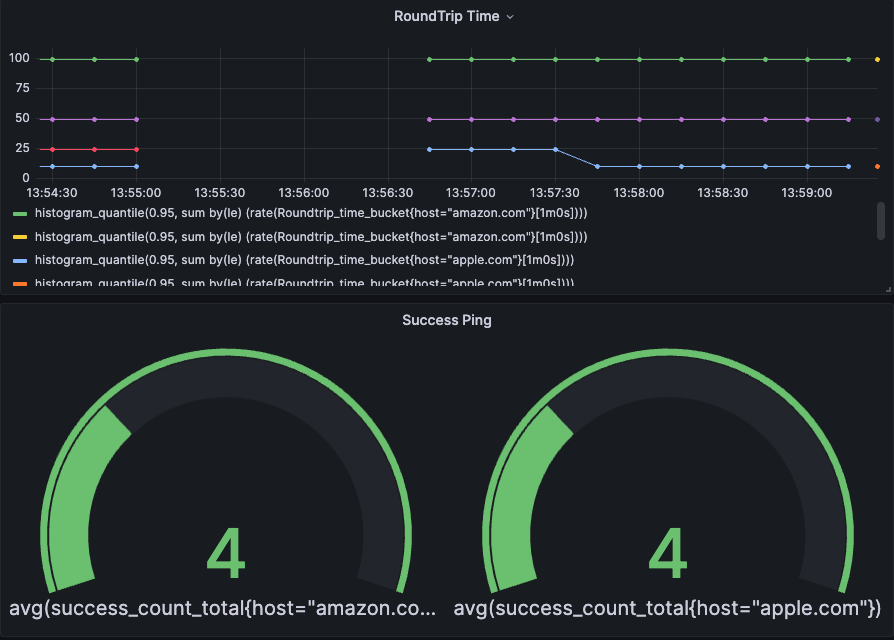 RoundTrip Time
100
75
50
25
0
13:54:30 13:55:00 13:55:30 13:56:00 13:56:30 13:57:00 13:57:30 13:58:00 13:58:30 13:59:00
histogram_quantile(0.95, sum by(le) (rate(Roundtrip_time_bucket{host="amazon.com"}[1m0s])))
histogram_quantile(0.95, sum by(le) (rate(Roundtrip_time_bucket{host="amazon.com"}[1m0s])))
histogram_quantile(0.95, sum by(le) (rate(Roundtrip_time_bucket{host="apple.com"}[1m0s])))
histogram_quantile(0.95, sum by(le) (rate(Roundtrip_time_bucket{host="apple.com"}[1m0s])))
Success Ping
4 4
avg(success_count_total{host="amazon.co... avg(success_count_total{host="apple.com"})